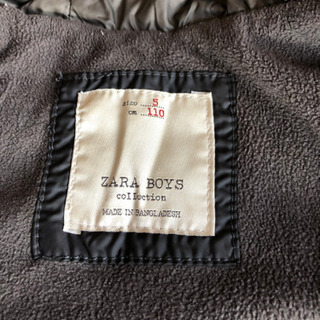 size ....5....
cm ...110
ZARA BOYS
collection
MADE IN BANGLADESH